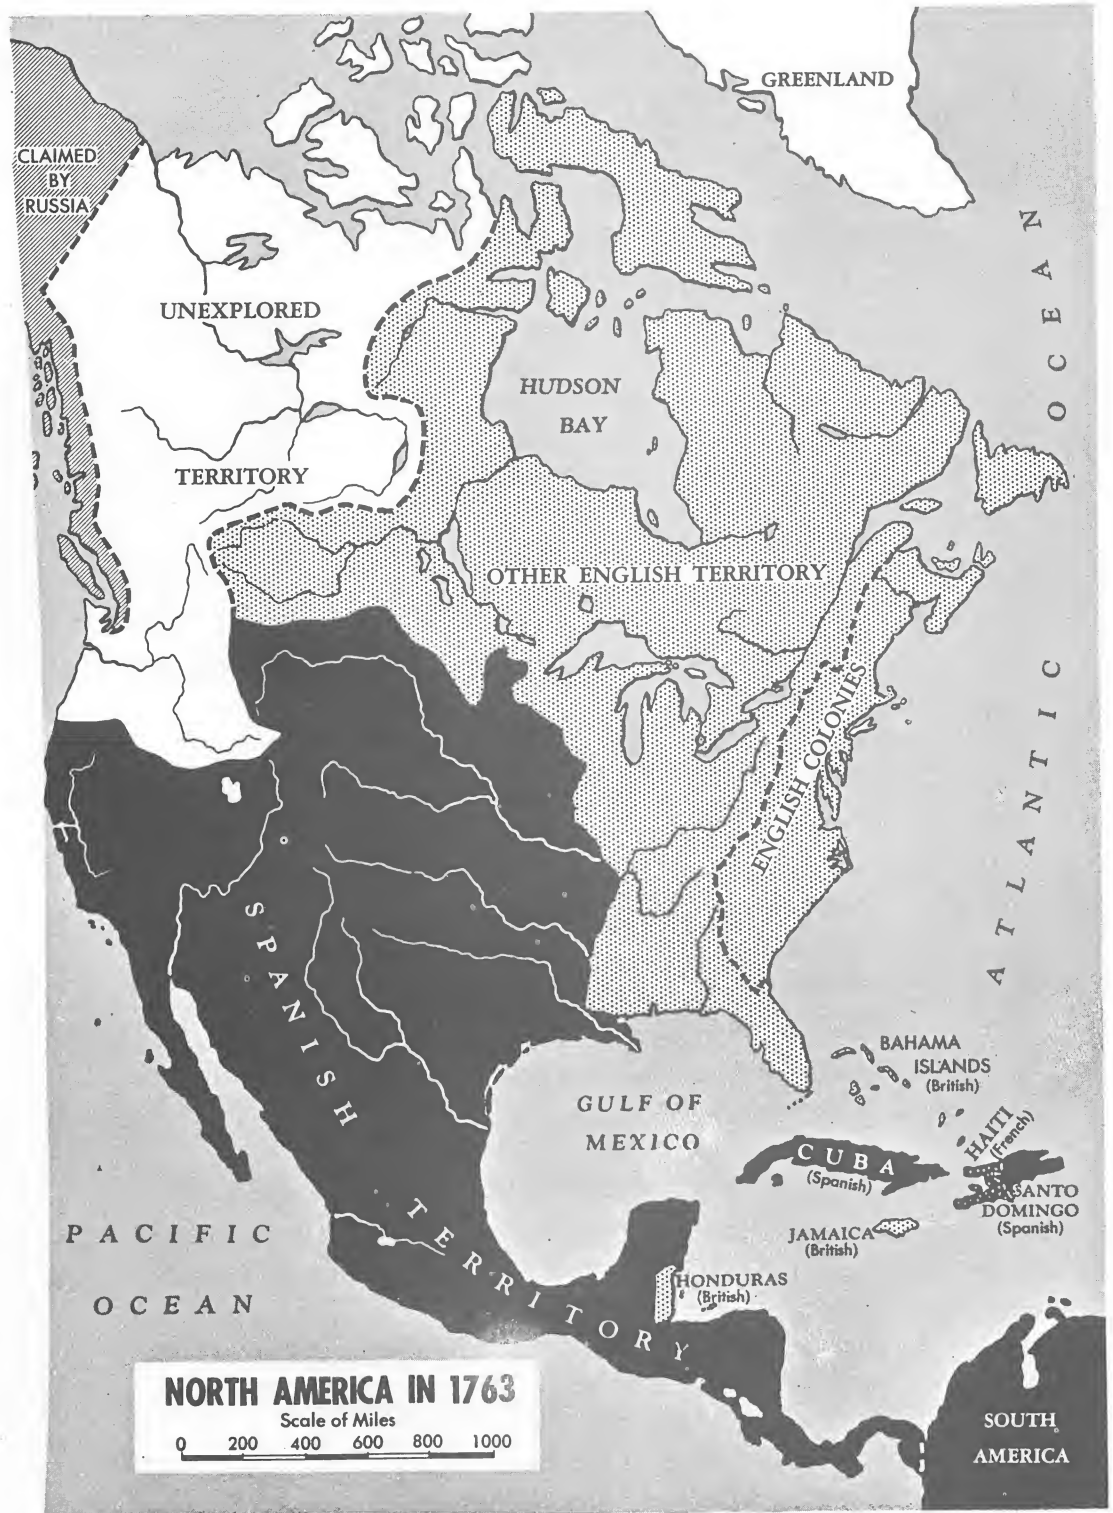 GREENLAND
CLAIMED
BY
RUSSIA
UNEXPLORED
TERRITORY
HUDSON
BAY
OTHER ENGLISH TERRITORY
ENGLISH COLONIES
ATLANTIC OCEAN
SPANISH TERRITORY
GULF OF
MEXICO
BAHAMA
ISLANDS
(British)
HAITI
(French)
CUBA
(Spanish)
SANTO
DOMINGO
(Spanish)
JAMAICA
(British)
HONDURAS
(British)
PACIFIC
OCEAN
SOUTH
AMERICA
NORTH AMERICA IN 1763
Scale of Miles
0 200 400 600 800 1000